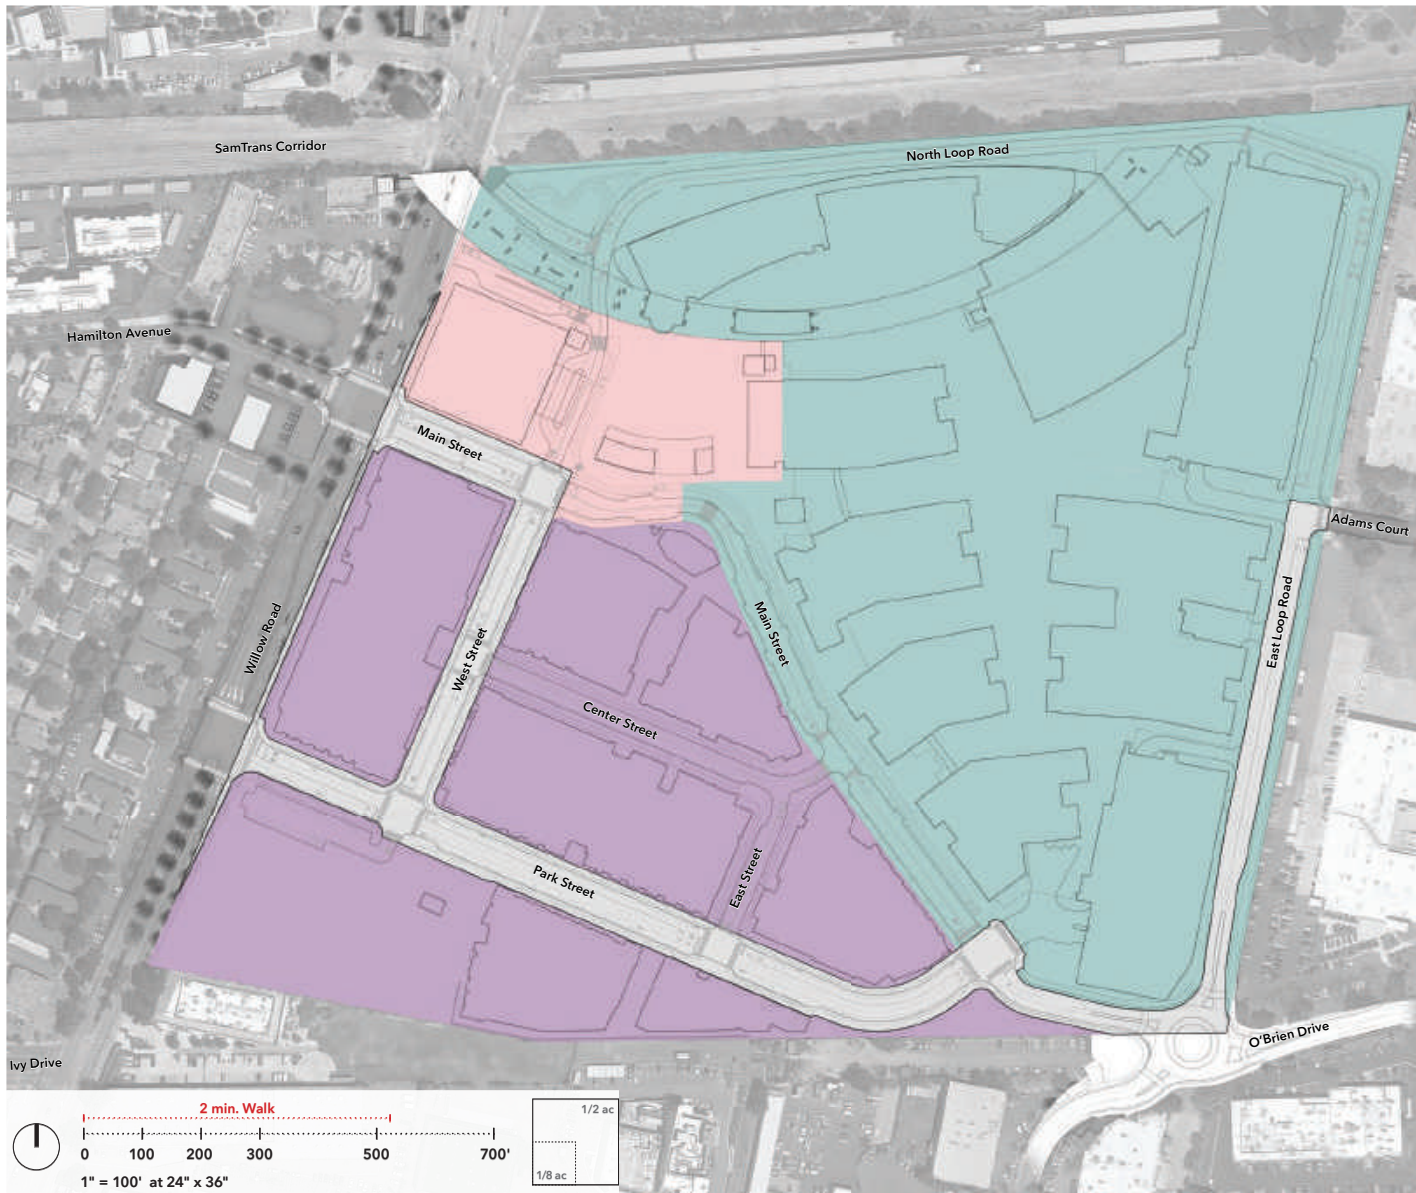 SamTrans Corridor
North Loop Road
Hamilton Avenue
Main Street
Adams Court
Willow Road
West Street
Main Street
East Loop Road
Center Street
Park Street
East Street
O'Brien Drive
Ivy Drive
2 min. Walk
0 100 200 300 500 700'
1" = 100' at 24" x 36"
1/2 ac
1/8 ac